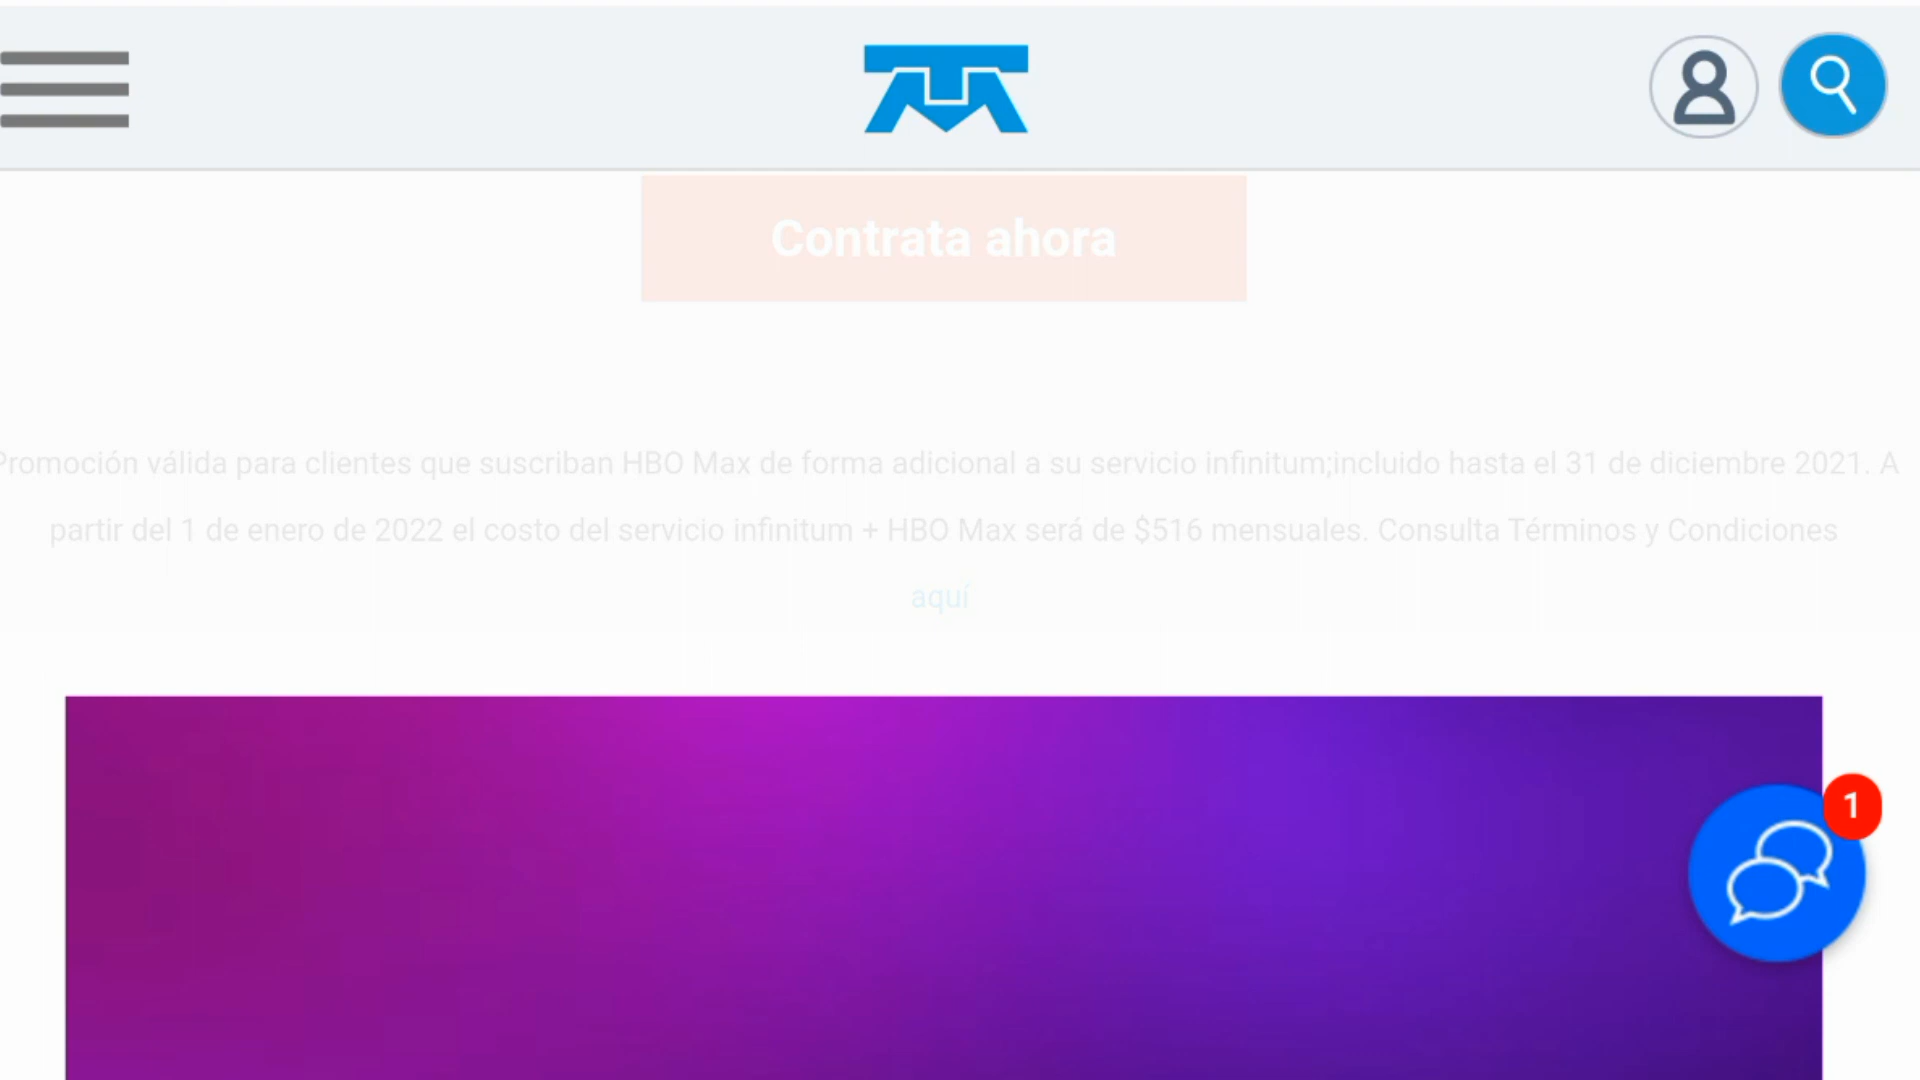 Contrata ahora
Promoción válida para clientes que suscriban HBO Max de forma adicional a su servicio infinitum;incluido hasta el 31 de diciembre 2021. A
partir del 1 de enero de 2022 el costo del servicio infinitum + HBO Max será de $516 mensuales. Consulta Términos y Condiciones
aquí
1